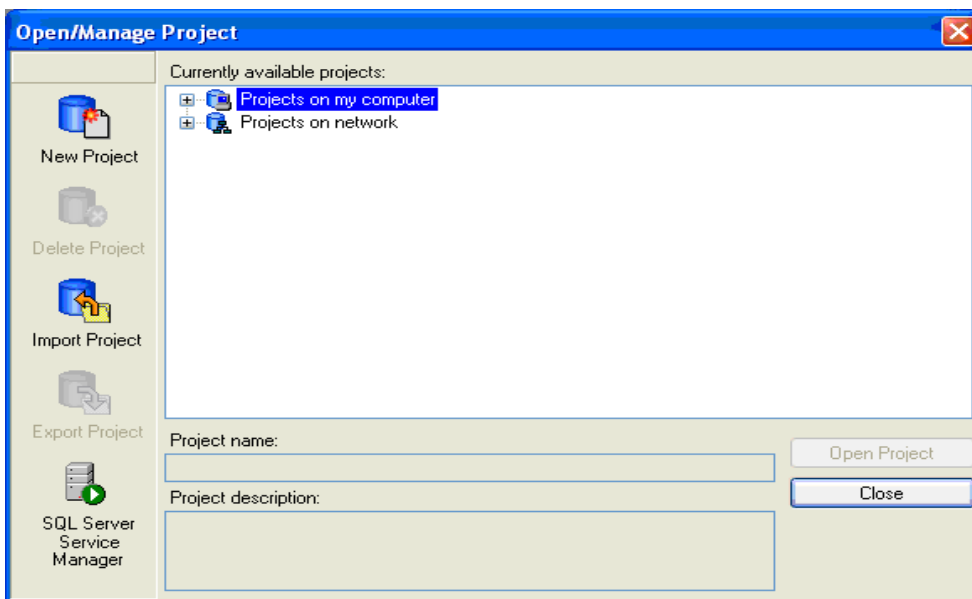 Open/Manage Project
Currently available projects:
Projects on my computer
Projects on network
New Project
Delete Project
Import Project
Export Project
SQL Server
Service
Manager
Project name:
Project description:
Open Project
Close